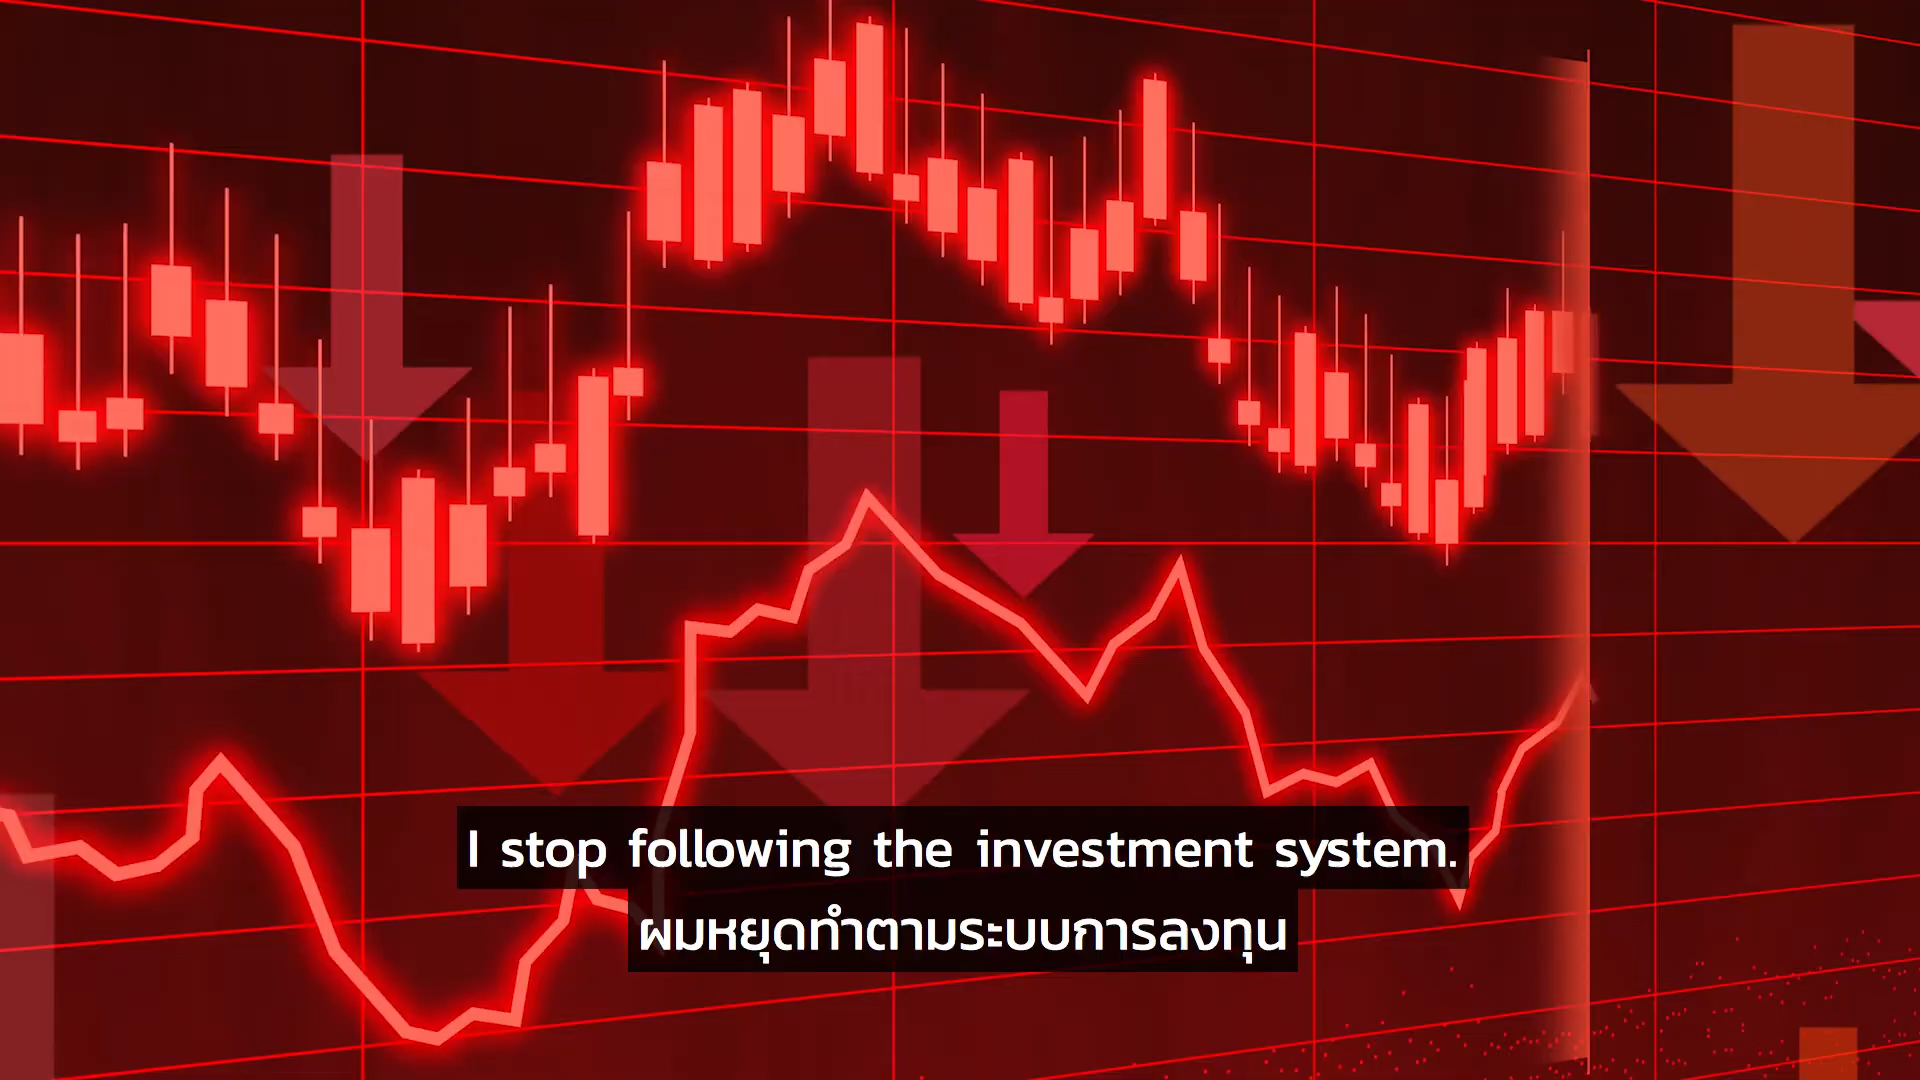 I stop following the investment system.
ผมหยุดทำตามระบบการลงทุน